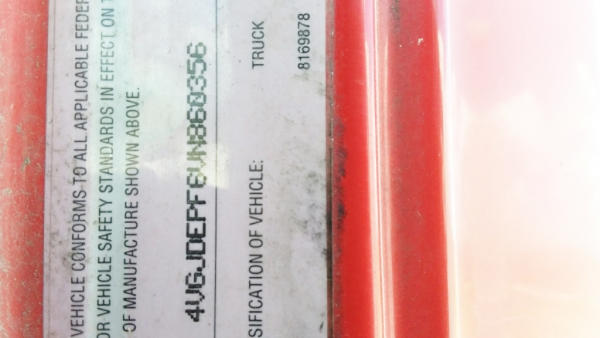 VEHICLE CONFORMS TO ALL APPLICABLE FEDER
OR VEHICLE SAFETY STANDARDS IN EFFECT ON T
OF MANUFACTURE SHOWN ABOVE.
4VGJDEPF6VN860356
SIFICATION OF VEHICLE: TRUCK
8169878